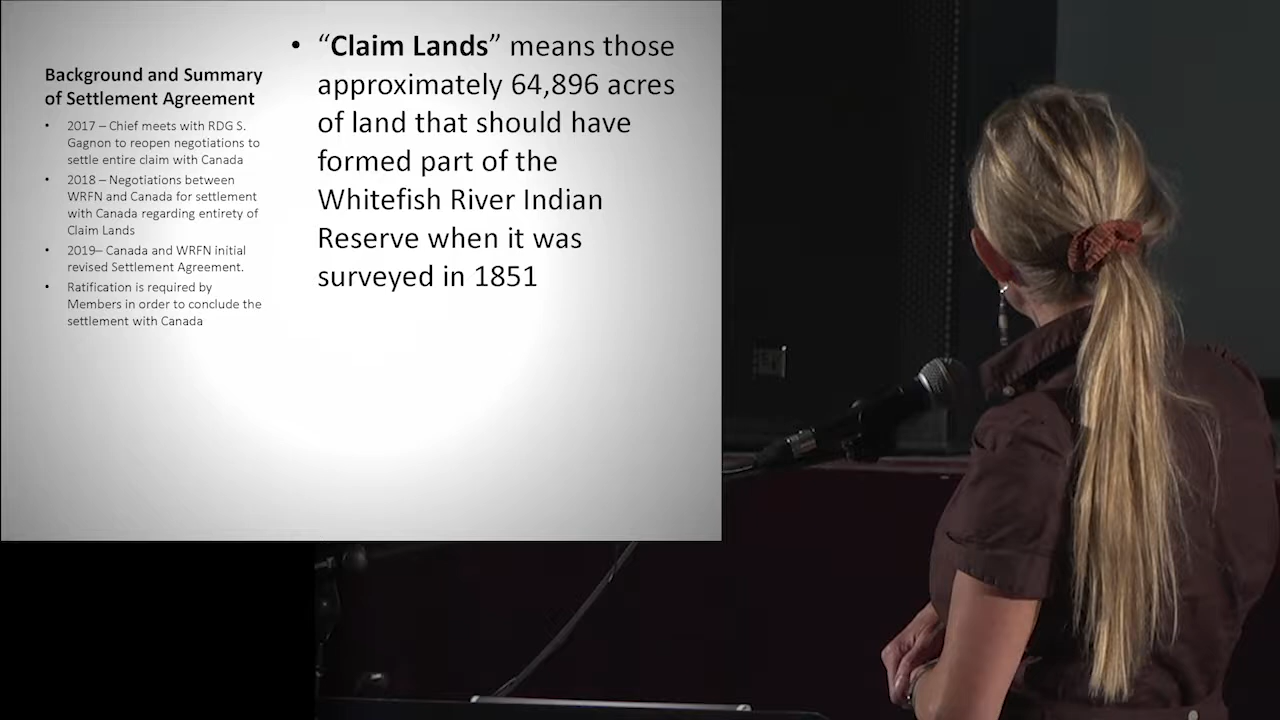 Background and Summary
of Settlement Agreement
• 2017 – Chief meets with RDG S.
Gagnon to reopen negotiations to
settle entire claim with Canada
• 2018 – Negotiations between
WRFN and Canada for settlement
with Canada regarding entirety of
Claim Lands
• 2019– Canada and WRFN initial
revised Settlement Agreement.
• Ratification is required by
Members in order to conclude the
settlement with Canada
• “Claim Lands” means those
approximately 64,896 acres
of land that should have
formed part of the
Whitefish River Indian
Reserve when it was
surveyed in 1851